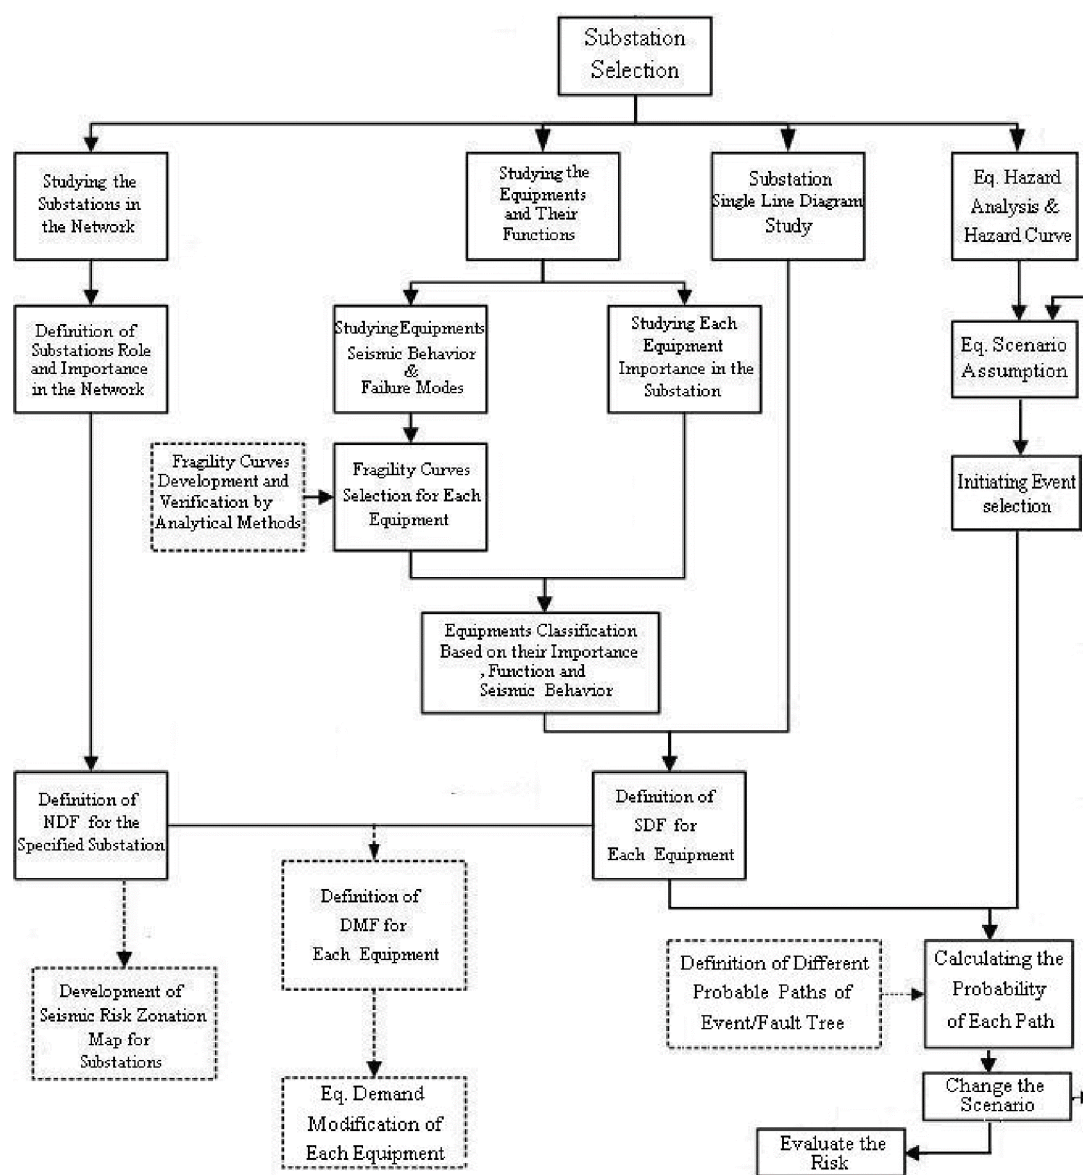 Substation
Selection
Studying the
Substations in
the Network
Studying the
Equipments
and Their
Functions
Substation
Single Line Diagram
Study
Eq. Hazard
Analysis &
Hazard Curve
Definition of
Substations Role
and Importance
in the Network
Studying Equipments
Seismic Behavior
&
Failure Modes
Studying Each
Equipment
Importance in the
Substation
Eq. Scenario
Assumption
Fragility Curves
Development and
Verification by
Analytical Methods
Fragility Curves
Selection for Each
Equipment
Initiating Event
selection
Equipments Classification
Based on their Importance
, Function and
Seismic Behavior
Definition of
NDF for the
Specified Substation
Definition of
SDF for
Each Equipment
Definition of
DMF for
Each Equipment
Development of
Seismic Risk Zonation
Map for
Substations
Definition of Different
Probable Paths of
Event/Fault Tree
Calculating the
Probability
of Each Path
Eq. Demand
Modification of
Each Equipment
Change the
Scenario
Evaluate the
Risk